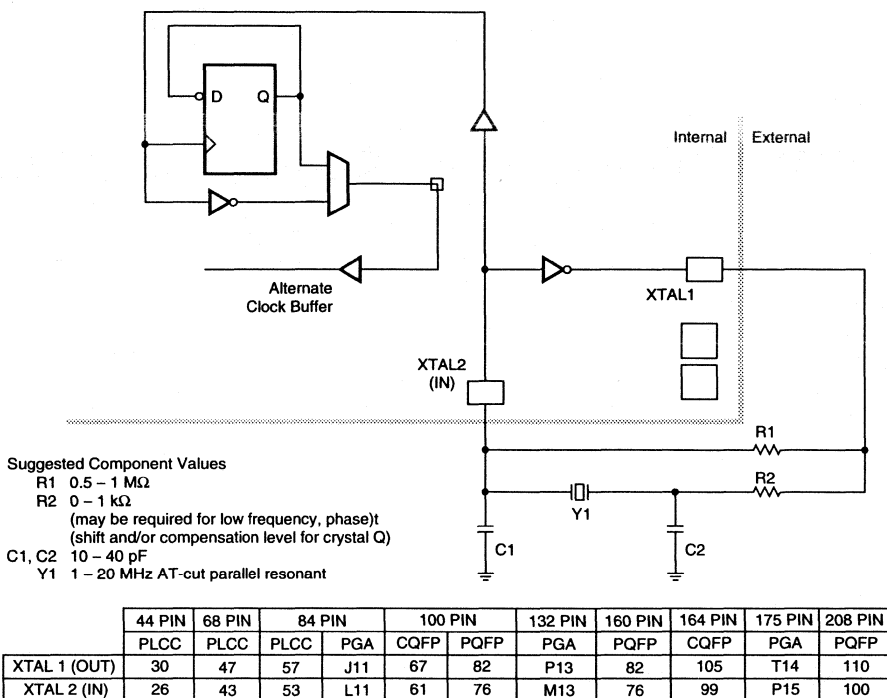 D Q
Internal External
Alternate
Clock Buffer
XTAL1
XTAL2
(IN)
R1
R2
Y1
C1
C2
Suggested Component Values
R1 0.5 – 1 MΩ
R2 0 – 1 kΩ
(may be required for low frequency, phase)t
(shift and/or compensation level for crystal Q)
C1, C2 10 – 40 pF
Y1 1 – 20 MHz AT-cut parallel resonant
44 PIN 68 PIN 84 PIN 100 PIN 132 PIN 160 PIN 164 PIN 175 PIN 208 PIN
PLCC PLCC PLCC PGA CQFP PQFP PGA PQFP CQFP PGA PQFP
XTAL 1 (OUT) 30 47 57 J11 67 82 P13 82 105 T14 110
XTAL 2 (IN) 26 43 53 L11 61 76 M13 76 99 P15 100